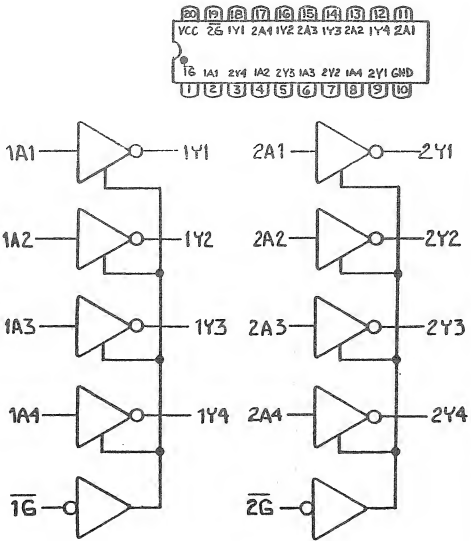 20 19 18 17 16 15 14 13 12 11
VCC 2G̅ 1Y1 2A4 1Y2 2A3 1Y3 2A2 1Y4 2A1
1G̅ 1A1 2Y4 1A2 2Y3 1A3 2Y2 1A4 2Y1 GND
1 2 3 4 5 6 7 8 9 10
1A1 1Y1 2A1 2Y1
1A2 1Y2 2A2 2Y2
1A3 1Y3 2A3 2Y3
1A4 1Y4 2A4 2Y4
1G̅ 2G̅